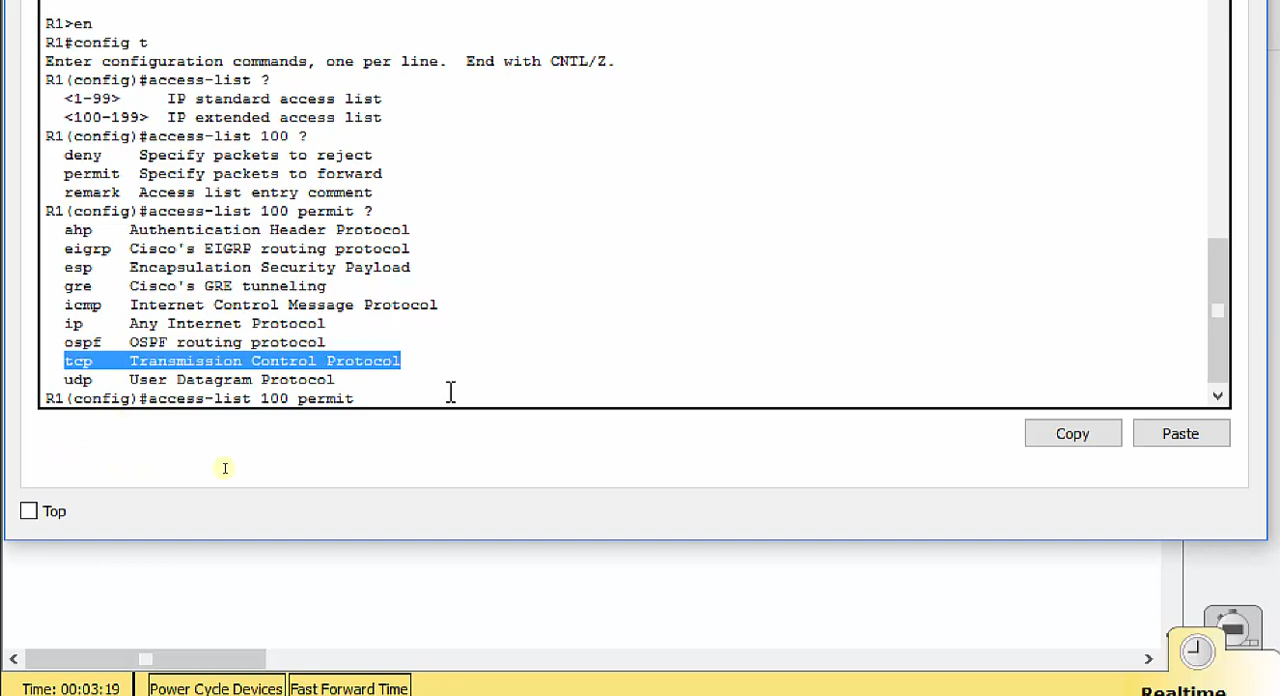 R1>en
R1#config t
Enter configuration commands, one per line.  End with CNTL/Z.
R1(config)#access-list ?
  <1-99>     IP standard access list
  <100-199>  IP extended access list
R1(config)#access-list 100 ?
  deny    Specify packets to reject
  permit  Specify packets to forward
  remark  Access list entry comment
R1(config)#access-list 100 permit ?
  ahp    Authentication Header Protocol
  eigrp  Cisco's EIGRP routing protocol
  esp    Encapsulation Security Payload
  gre    Cisco's GRE tunneling
  icmp   Internet Control Message Protocol
  ip     Any Internet Protocol
  ospf   OSPF routing protocol
  tcp    Transmission Control Protocol
  udp    User Datagram Protocol
R1(config)#access-list 100 permit
Copy Paste
Top
Time: 00:03:19 Power Cycle Devices Fast Forward Time
Realtime